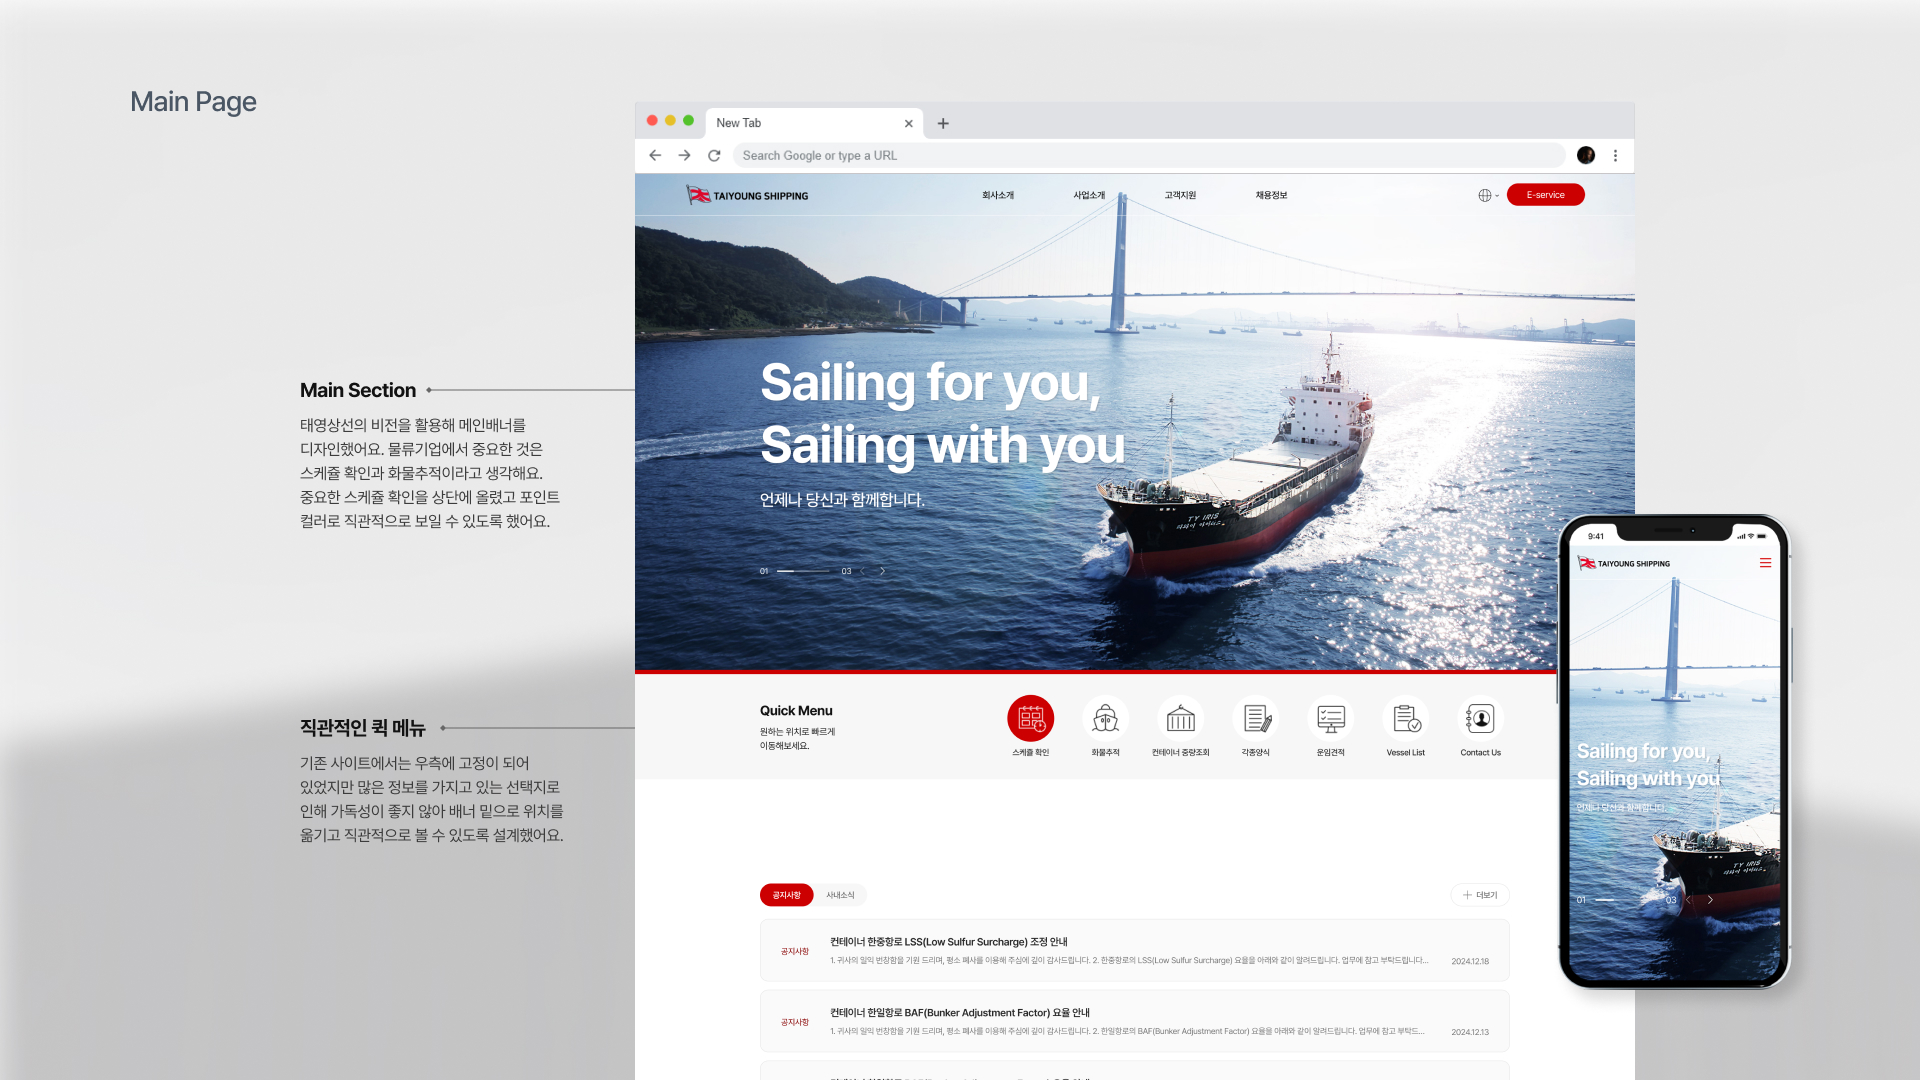 Main Page
New Tab
Search Google or type a URL
TAIYOUNG SHIPPING
회사소개
사업소개
고객지원
채용정보
E-service
Main Section
태영상선의 비전을 활용해 메인배너를
디자인했어요. 물류기업에서 중요한 것은
스케쥴 확인과 화물추적이라고 생각해요.
중요한 스케쥴 확인을 상단에 올렸고 포인트
컬러로 직관적으로 보일 수 있도록 했어요.
Sailing for you,
Sailing with you
언제나 당신과 함께합니다.
01
03
TY IRIS
직관적인 퀵 메뉴
기존 사이트에서는 우측에 고정이 되어
있었지만 많은 정보를 가지고 있는 선택지로
인해 가독성이 좋지 않아 배너 밑으로 위치를
옮기고 직관적으로 볼 수 있도록 설계했어요.
Quick Menu
원하는 위치로 빠르게
이동해보세요.
스케쥴 확인
화물추적
컨테이너 중량조회
각종양식
운임견적
Vessel List
Contact Us
공지사항
사내소식
더보기
공지사항
컨테이너 한중항로 LSS(Low Sulfur Surcharge) 조정 안내
1. 귀사의 일익 번창함을 기원 드리며, 평소 폐사를 이용해 주심에 깊이 감사드립니다. 2. 한중항로의 LSS(Low Sulfur Surcharge) 요율을 아래와 같이 알려드립니다. 업무에 참고 부탁드립니다...
2024.12.18
공지사항
컨테이너 한일항로 BAF(Bunker Adjustment Factor) 요율 안내
1. 귀사의 일익 번창함을 기원 드리며, 평소 폐사를 이용해 주심에 깊이 감사드립니다. 2. 한일항로의 BAF(Bunker Adjustment Factor) 요율을 아래와 같이 알려드립니다. 업무에 참고 부탁드...
2024.12.13
9:41
TAIYOUNG SHIPPING
Sailing for you,
Sailing with you
언제나 당신과 함께합니다.
TY IRIS
01
03